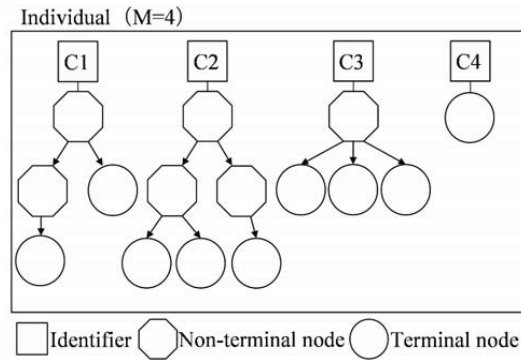 Individual（M=4）
C1 C2 C3 C4
Identifier Non-terminal node Terminal node